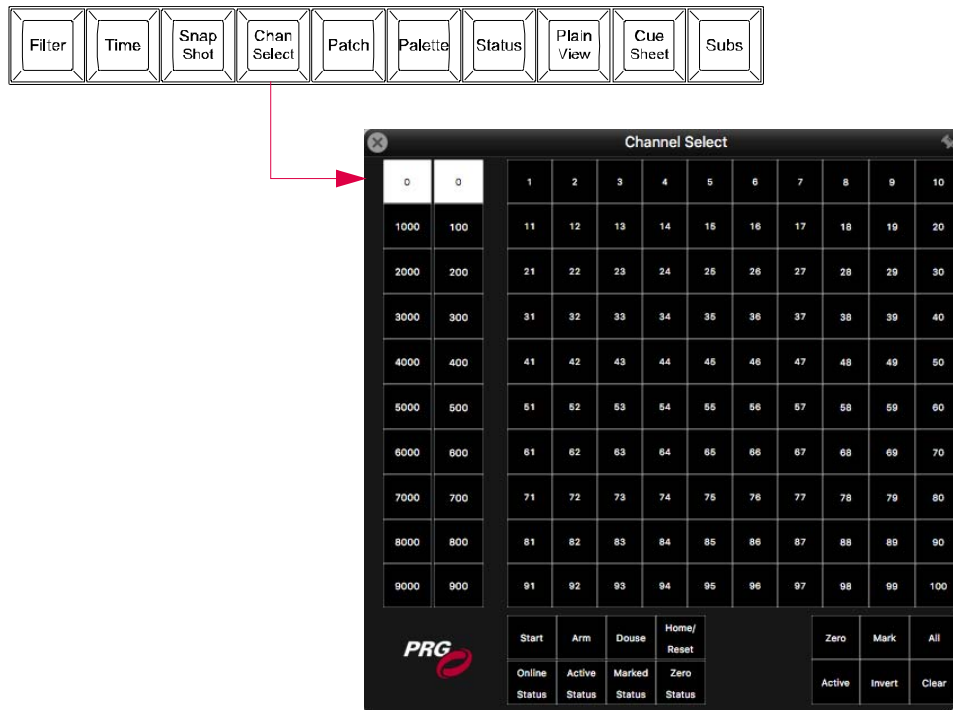 Filter Time Snap Shot Chan Select Patch Palette Status Plain View Cue Sheet Subs
Channel Select
0 0 1 2 3 4 5 6 7 8 9 10
1000 100 11 12 13 14 15 16 17 18 19 20
2000 200 21 22 23 24 25 26 27 28 29 30
3000 300 31 32 33 34 35 36 37 38 39 40
4000 400 41 42 43 44 45 46 47 48 49 50
5000 500 51 52 53 54 55 56 57 58 59 60
6000 600 61 62 63 64 65 66 67 68 69 70
7000 700 71 72 73 74 75 76 77 78 79 80
8000 800 81 82 83 84 85 86 87 88 89 90
9000 900 91 92 93 94 95 96 97 98 99 100
PRG
Start Arm Douse Home/ Reset Zero Mark All
Online Status Active Status Marked Status Zero Status Active Invert Clear